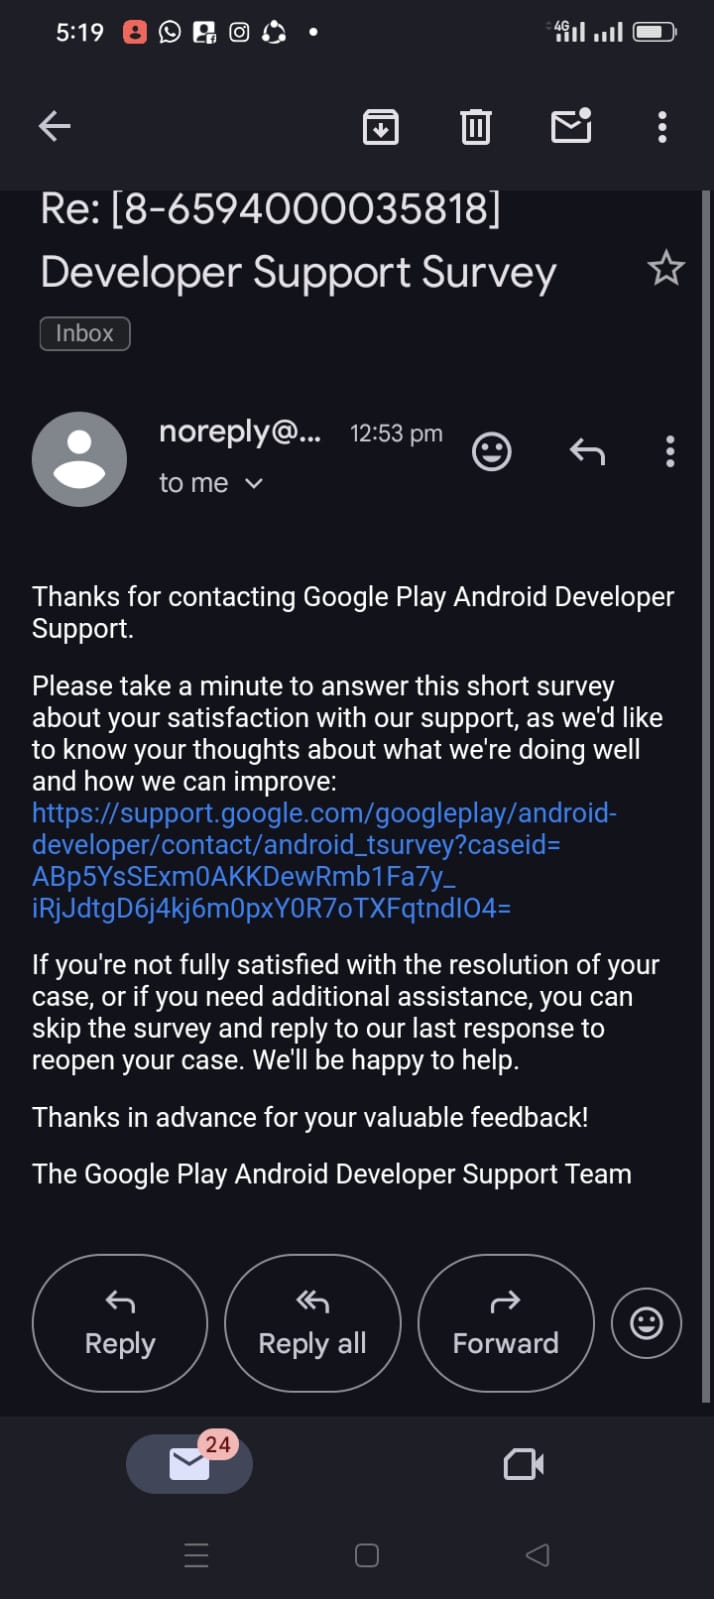 5:19
4G
Re: [8-6594000035818]
Developer Support Survey
Inbox
noreply@... 12:53 pm
to me
Thanks for contacting Google Play Android Developer
Support.
Please take a minute to answer this short survey
about your satisfaction with our support, as we'd like
to know your thoughts about what we're doing well
and how we can improve:
https://support.google.com/googleplay/android-
developer/contact/android_tsurvey?caseid=
ABp5YsSExm0AKKDewRmb1Fa7y_
iRjJdtgD6j4kj6m0pxY0R7oTXFqtndIO4=
If you're not fully satisfied with the resolution of your
case, or if you need additional assistance, you can
skip the survey and reply to our last response to
reopen your case. We'll be happy to help.
Thanks in advance for your valuable feedback!
The Google Play Android Developer Support Team
Reply Reply all Forward
24